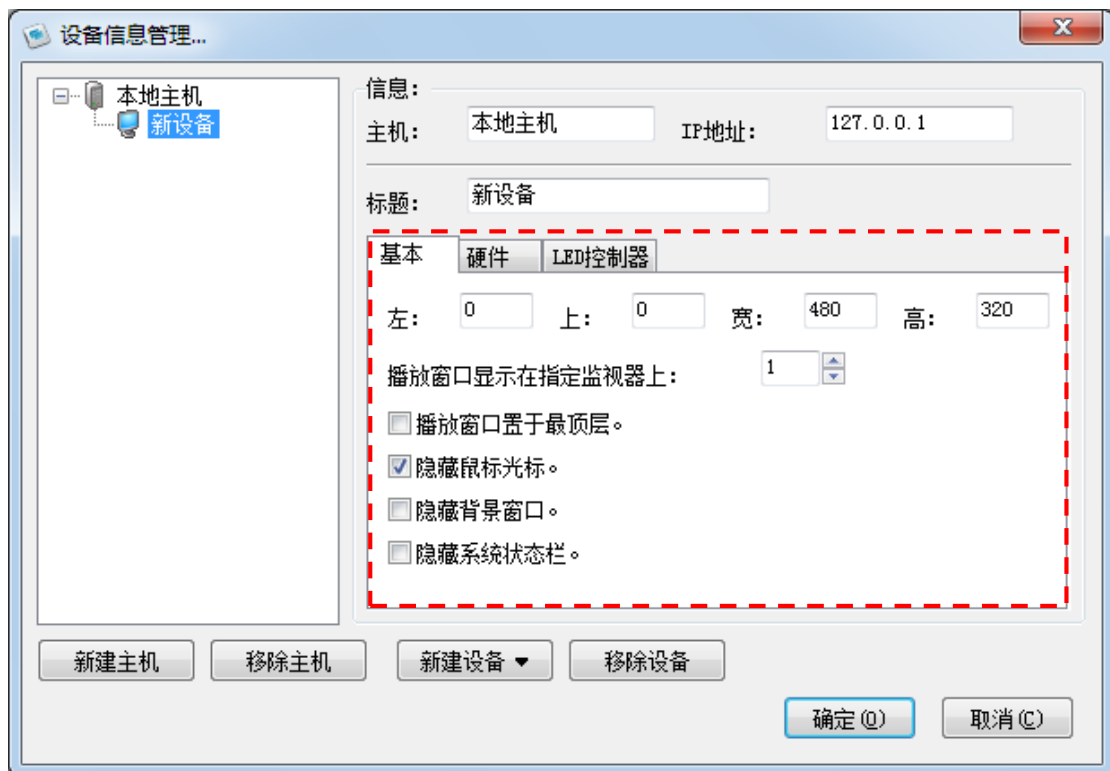 设备信息管理...
本地主机
新设备
信息:
主机: 本地主机 IP地址: 127.0.0.1
标题: 新设备
基本 硬件 LED控制器
左: 0 上: 0 宽: 480 高: 320
播放窗口显示在指定监视器上: 1
播放窗口置于最顶层。
隐藏鼠标光标。
隐藏背景窗口。
隐藏系统状态栏。
新建主机 移除主机 新建设备 移除设备
确定(O) 取消(C)